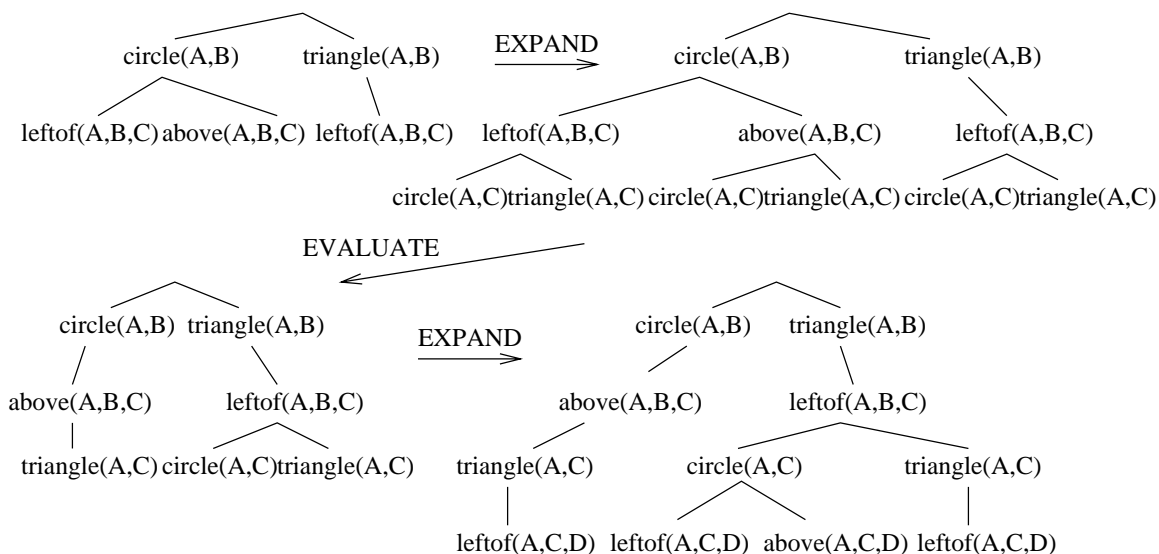 circle(A,B) triangle(A,B) EXPAND circle(A,B) triangle(A,B)
leftof(A,B,C) above(A,B,C) leftof(A,B,C) leftof(A,B,C) above(A,B,C) leftof(A,B,C)
circle(A,C) triangle(A,C) circle(A,C) triangle(A,C) circle(A,C) triangle(A,C)
EVALUATE
circle(A,B) triangle(A,B) EXPAND circle(A,B) triangle(A,B)
above(A,B,C) leftof(A,B,C) above(A,B,C) leftof(A,B,C)
triangle(A,C) circle(A,C) triangle(A,C) triangle(A,C) circle(A,C) triangle(A,C)
leftof(A,C,D) leftof(A,C,D) above(A,C,D) leftof(A,C,D)